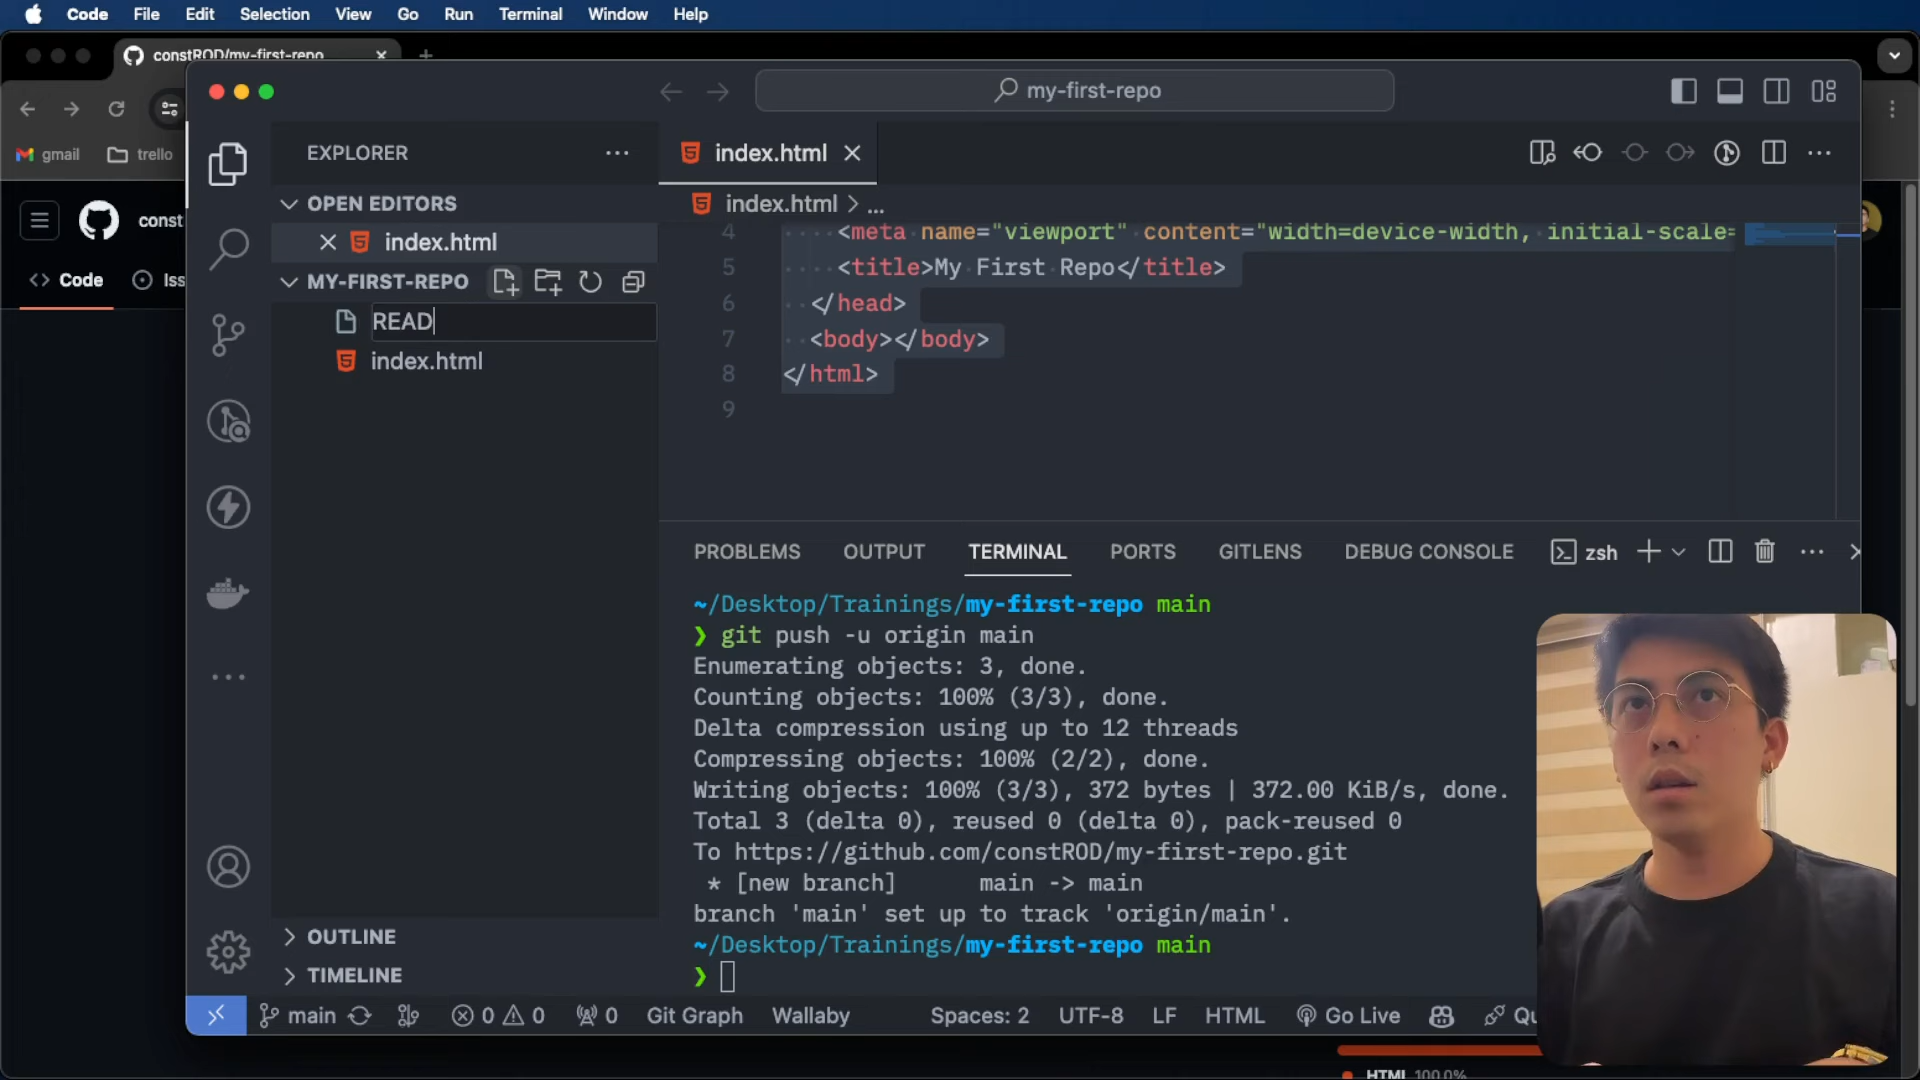 Code File Edit Selection View Go Run Terminal Window Help
constROD/my-first-repo
my-first-repo
gmail trello
EXPLORER
index.html
OPEN EDITORS
index.html > ...
const
index.html
4 <meta name="viewport" content="width=device-width, initial-scale=
Code
MY-FIRST-REPO
5 <title>My First Repo</title>
READ
6 </head>
index.html
7 <body></body>
8 </html>
9
PROBLEMS OUTPUT TERMINAL PORTS GITLENS DEBUG CONSOLE zsh
~/Desktop/Trainings/my-first-repo main
❯ git push -u origin main
Enumerating objects: 3, done.
Counting objects: 100% (3/3), done.
Delta compression using up to 12 threads
Compressing objects: 100% (2/2), done.
Writing objects: 100% (3/3), 372 bytes | 372.00 KiB/s, done.
Total 3 (delta 0), reused 0 (delta 0), pack-reused 0
To https://github.com/constROD/my-first-repo.git
* [new branch] main -> main
branch 'main' set up to track 'origin/main'.
~/Desktop/Trainings/my-first-repo main
❯
OUTLINE
TIMELINE
main 0 0 0 Git Graph Wallaby Spaces: 2 UTF-8 LF HTML Go Live
HTML 100.0%